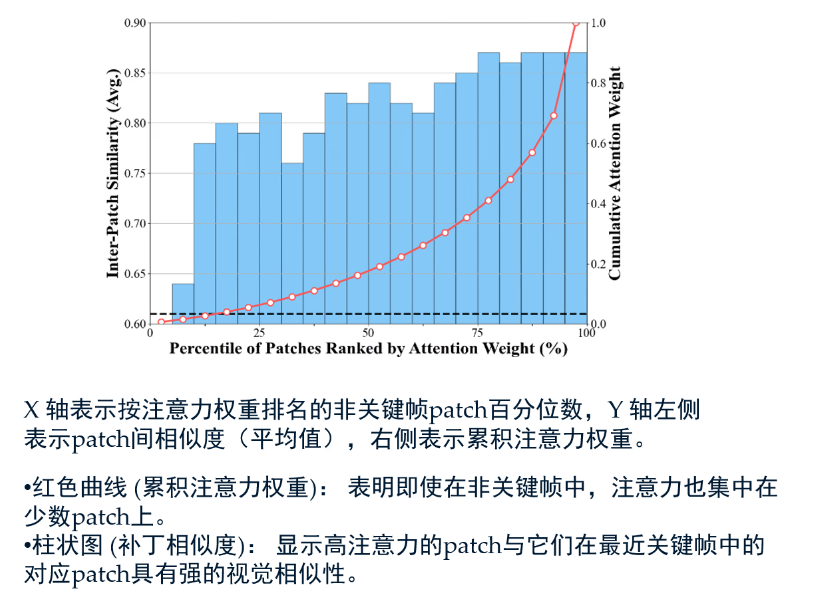 0.90
0.85
0.80
0.75
0.70
0.65
0.60
1.0
0.8
0.6
0.4
0.2
0.0
Inter-Patch Similarity (Avg.)
Cumulative Attention Weight
0 25 50 75 100
Percentile of Patches Ranked by Attention Weight (%)
X 轴表示按注意力权重排名的非关键帧patch百分位数，Y 轴左侧
表示patch间相似度（平均值），右侧表示累积注意力权重。
•红色曲线 (累积注意力权重)： 表明即使在非关键帧中，注意力也集中在
少数patch上。
•柱状图 (补丁相似度)： 显示高注意力的patch与它们在最近关键帧中的
对应patch具有强的视觉相似性。